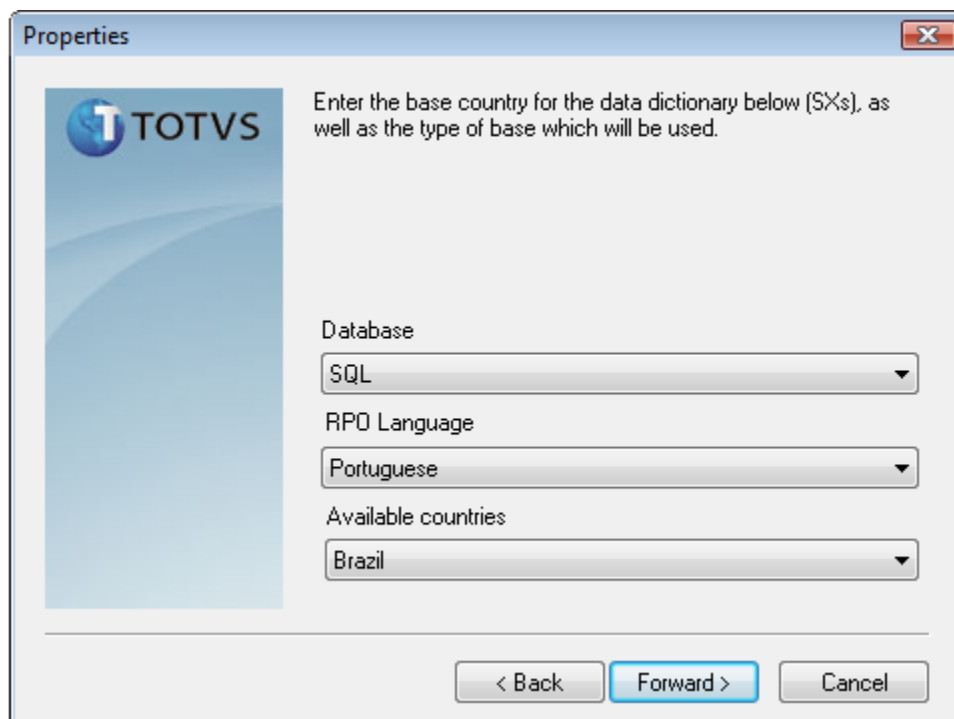 Properties
TOTVS
Enter the base country for the data dictionary below (SXs), as
well as the type of base which will be used.
Database
SQL
RPO Language
Portuguese
Available countries
Brazil
< Back
Forward >
Cancel